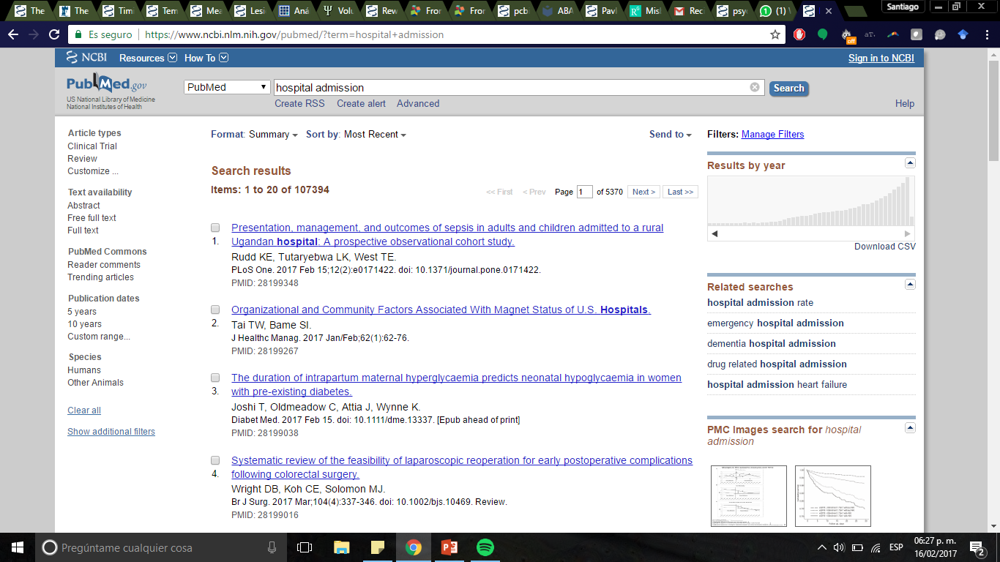 The
The
Tim
Tem
Mea
Lesi
Aná
Volu
Rew
Fron
Fron
pcb
ABA
Pavl
Misl
Rec
psy
(1)
Santiago
Es seguro
https://www.ncbi.nlm.nih.gov/pubmed/?term=hospital+admission
off
aT.
NCBI Resources How To Sign in to NCBI
PubMed.gov
US National Library of Medicine
National Institutes of Health
PubMed
hospital admission
Search
Create RSS Create alert Advanced
Help
Article types
Clinical Trial
Review
Customize ...
Text availability
Abstract
Free full text
Full text
PubMed Commons
Reader comments
Trending articles
Publication dates
5 years
10 years
Custom range...
Species
Humans
Other Animals
Clear all
Show additional filters
Format: Summary Sort by: Most Recent
Send to
Search results
Items: 1 to 20 of 107394
<< First < Prev Page 1 of 5370 Next > Last >>
Presentation, management, and outcomes of sepsis in adults and children admitted to a rural
1. Ugandan hospital: A prospective observational cohort study.
Rudd KE, Tutaryebwa LK, West TE.
PLoS One. 2017 Feb 15;12(2):e0171422. doi: 10.1371/journal.pone.0171422.
PMID: 28199348
Organizational and Community Factors Associated With Magnet Status of U.S. Hospitals.
2. Tai TW, Bame SI.
J Healthc Manag. 2017 Jan/Feb;62(1):62-76.
PMID: 28199267
The duration of intrapartum maternal hyperglycaemia predicts neonatal hypoglycaemia in women
3. with pre-existing diabetes.
Joshi T, Oldmeadow C, Attia J, Wynne K.
Diabet Med. 2017 Feb 15. doi: 10.1111/dme.13337. [Epub ahead of print]
PMID: 28199038
Systematic review of the feasibility of laparoscopic reoperation for early postoperative complications
4. following colorectal surgery.
Wright DB, Koh CE, Solomon MJ.
Br J Surg. 2017 Mar;104(4):337-346. doi: 10.1002/bjs.10469. Review.
PMID: 28199016
Filters: Manage Filters
Results by year
Download CSV
Related searches
hospital admission rate
emergency hospital admission
dementia hospital admission
drug related hospital admission
hospital admission heart failure
PMC Images search for hospital
admission
Pregúntame cualquier cosa
ESP
06:27 p. m.
16/02/2017
2